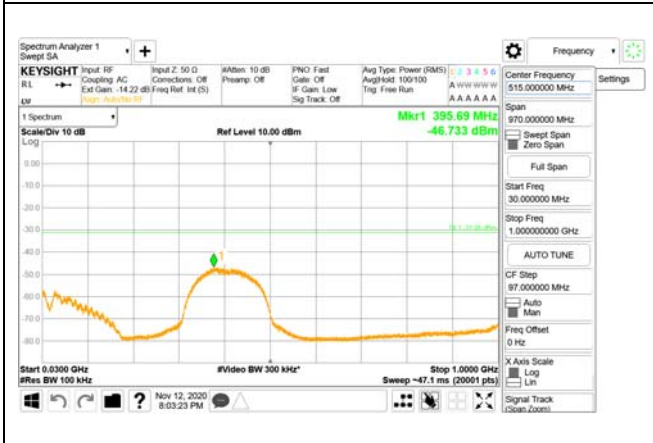 Spectrum Analyzer 1
Swept SA
+
Frequency
KEYSIGHT
Input: RF
Input Z: 50 Ω
#Atten: 10 dB
PNO: Fast
Avg Type: Power (RMS)
1 2 3 4 5 6
RL
Coupling: AC
Corrections: Off
Preamp: Off
Gate: Off
Avg|Hold: 100/100
A W W W W W
Ext Gain: -14.22 dB
Freq Ref: Int (S)
IF Gain: Low
Trig: Free Run
Align: Auto/No RF
Sig Track: Off
A A A A A A
1 Spectrum
Mkr1 395.69 MHz
Scale/Div 10 dB
Ref Level 10.00 dBm
-46.733 dBm
Log
0.00
-10.0
-20.0
-30.0
-40.0
-50.0
-60.0
-70.0
-80.0
1
Start 0.0300 GHz
#Video BW 300 kHz*
Stop 1.0000 GHz
#Res BW 100 kHz
Sweep ~47.1 ms (20001 pts)
?
Nov 12, 2020
8:03:23 PM
Center Frequency
515.000000 MHz
Settings
Span
970.000000 MHz
Swept Span
Zero Span
Full Span
Start Freq
30.000000 MHz
Stop Freq
1.000000000 GHz
AUTO TUNE
CF Step
97.000000 MHz
Auto
Man
Freq Offset
0 Hz
X Axis Scale
Log
Lin
Signal Track
(Span Zoom)